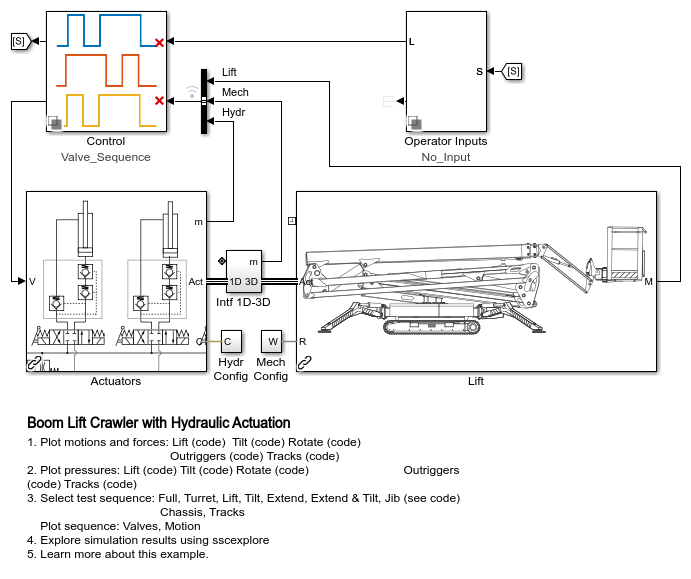 [S]
L
S
[S]
Lift
Mech
Hydr
Control
Valve_Sequence
Operator Inputs
No_Input
m
m
V
Act
1D 3D
Act
M
Intf 1D-3D
C
C
W
R
Hydr
Config
Mech
Config
Actuators
Lift
Boom Lift Crawler with Hydraulic Actuation
1. Plot motions and forces: Lift (code) Tilt (code) Rotate (code)
Outriggers (code) Tracks (code)
2. Plot pressures: Lift (code) Tilt (code) Rotate (code) Outriggers
(code) Tracks (code)
3. Select test sequence: Full, Turret, Lift, Tilt, Extend, Extend & Tilt, Jib (see code)
Chassis, Tracks
Plot sequence: Valves, Motion
4. Explore simulation results using sscexplore
5. Learn more about this example.